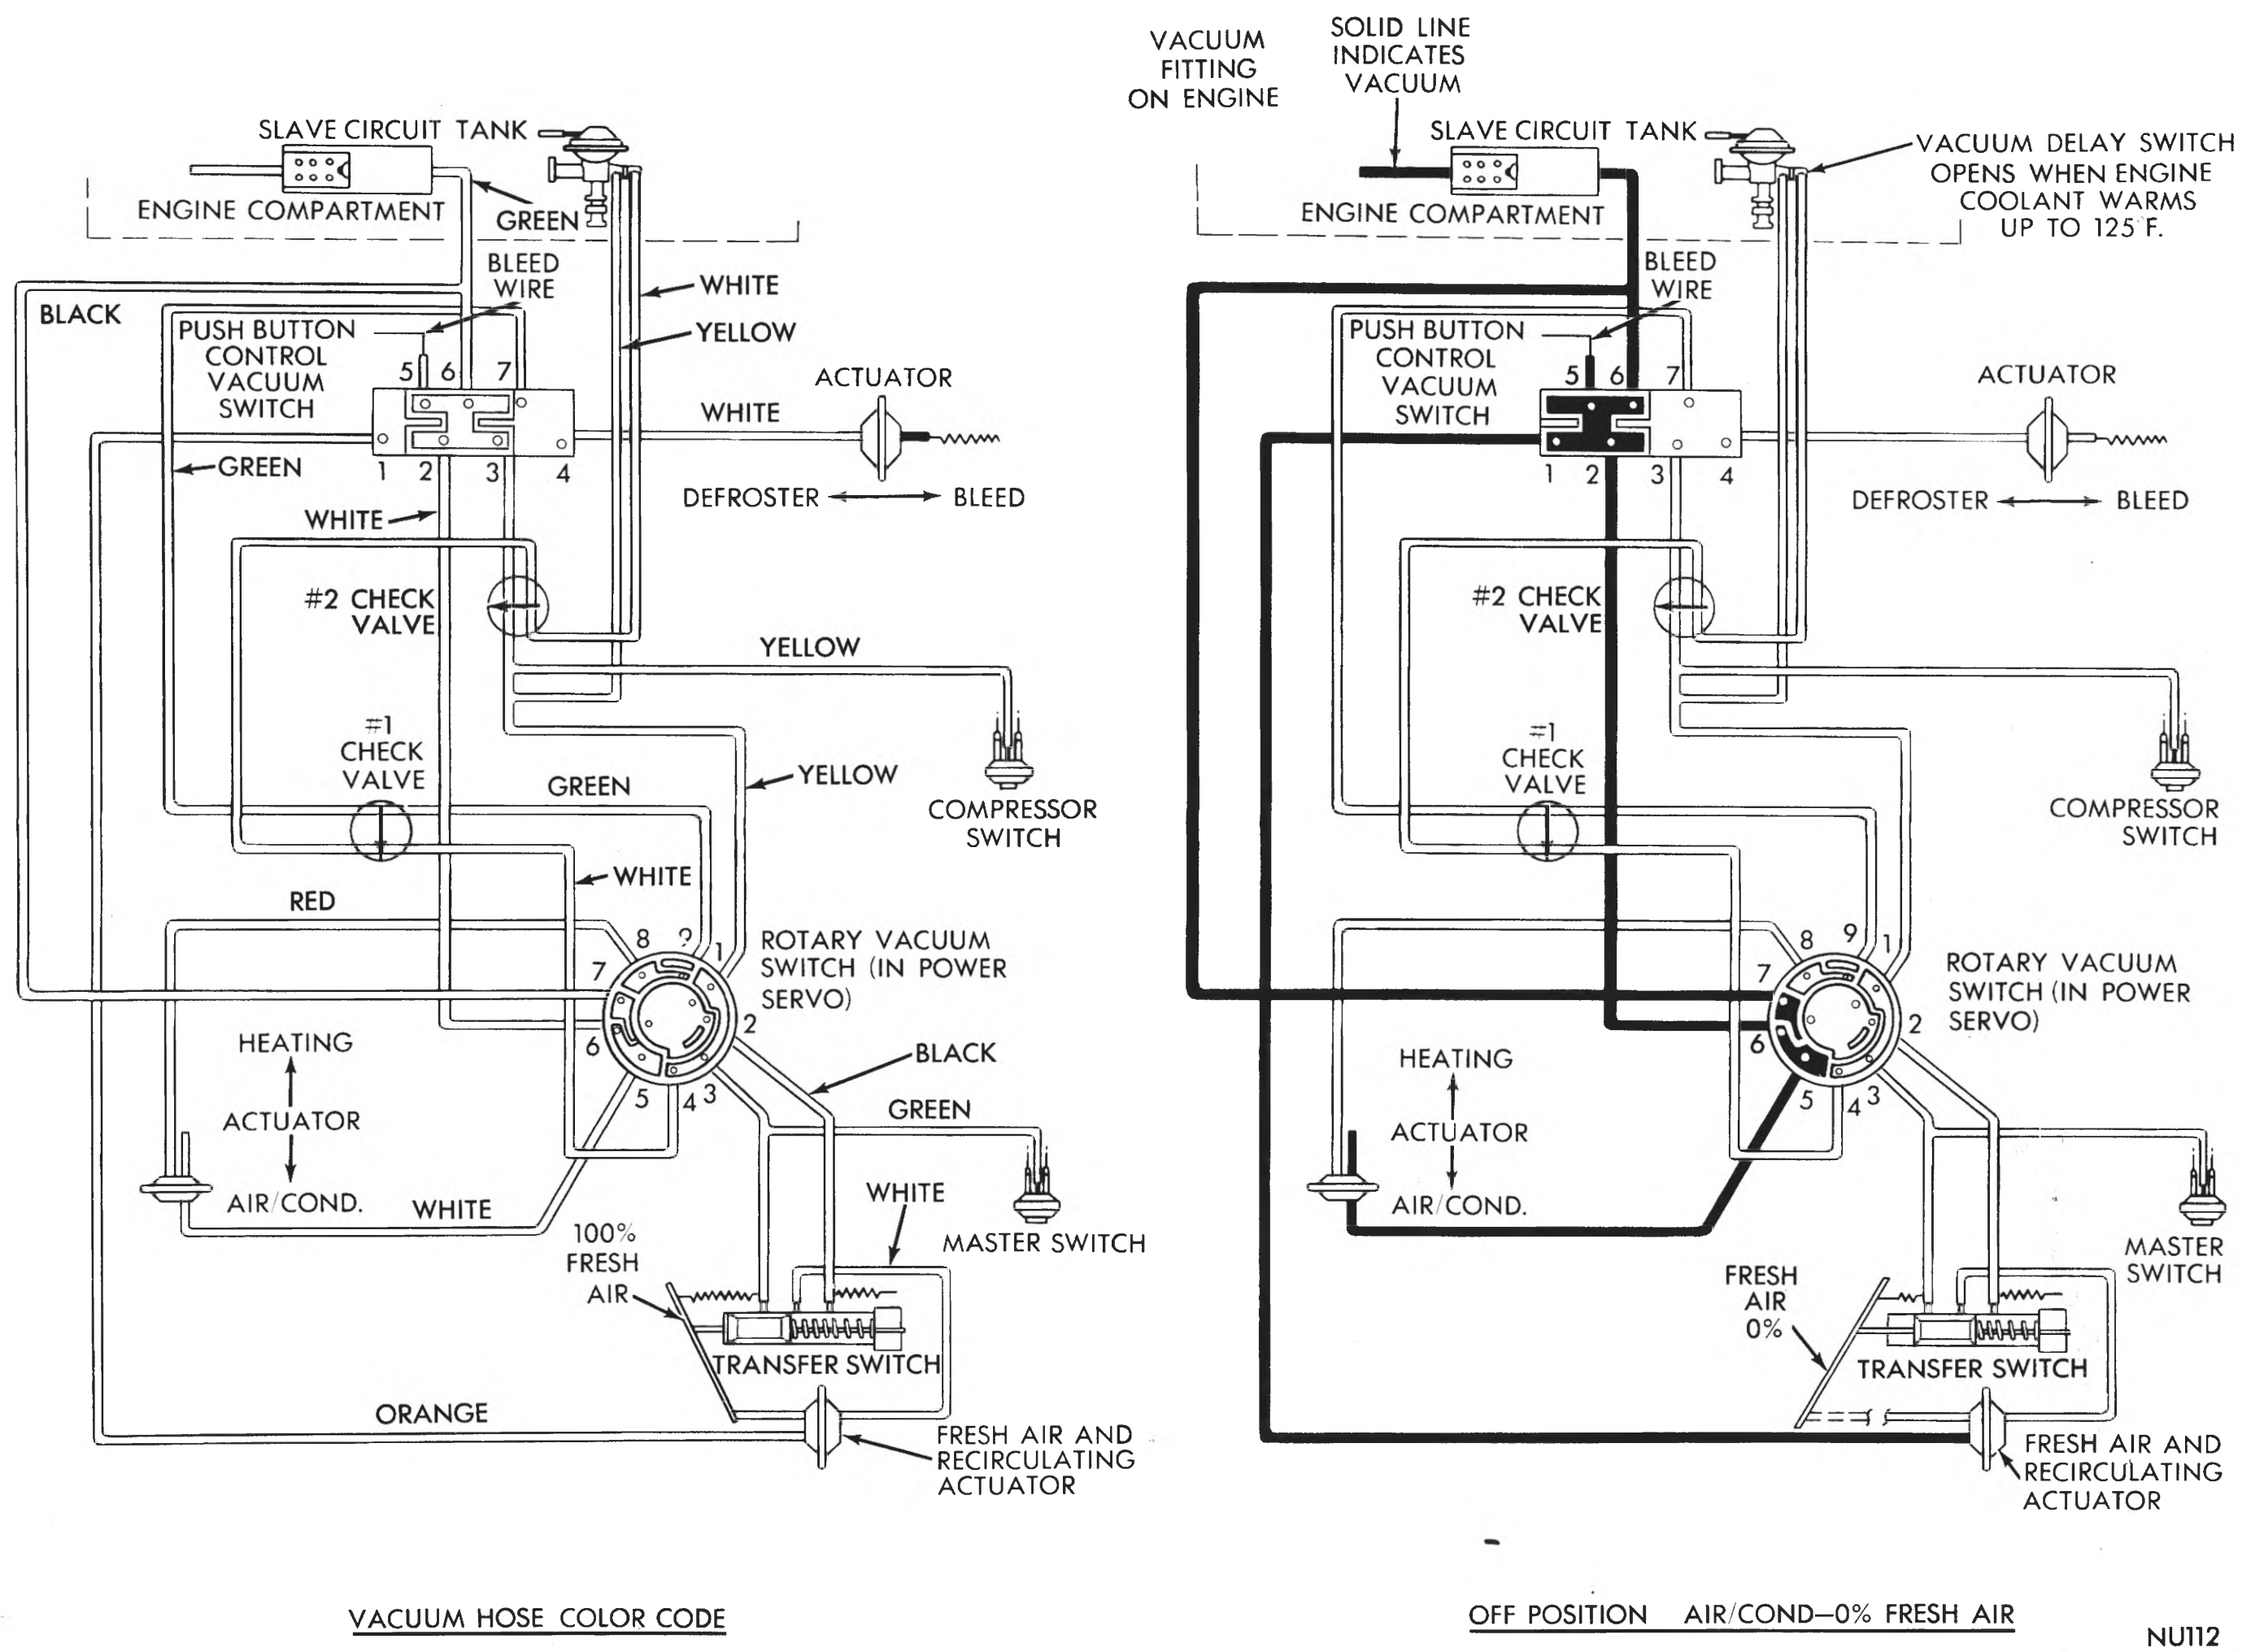 SLAVE CIRCUIT TANK
ENGINE COMPARTMENT
GREEN
BLEED
WIRE
WHITE
YELLOW
BLACK
PUSH BUTTON
CONTROL
VACUUM
SWITCH
5 6 7
ACTUATOR
WHITE
GREEN
1 2 3 4
DEFROSTER BLEED
WHITE
#2 CHECK
VALVE
YELLOW
#1
CHECK
VALVE
GREEN
YELLOW
COMPRESSOR
SWITCH
WHITE
RED
8 9 1
7
ROTARY VACUUM
SWITCH (IN POWER
SERVO)
2
6
HEATING
BLACK
5 4 3
GREEN
ACTUATOR
WHITE
AIR/COND.
WHITE
100%
FRESH
AIR
MASTER SWITCH
TRANSFER SWITCH
ORANGE
FRESH AIR AND
RECIRCULATING
ACTUATOR
VACUUM HOSE COLOR CODE
VACUUM
FITTING
ON ENGINE
SOLID LINE
INDICATES
VACUUM
SLAVE CIRCUIT TANK
VACUUM DELAY SWITCH
OPENS WHEN ENGINE
COOLANT WARMS
UP TO 125°F.
ENGINE COMPARTMENT
BLEED
WIRE
PUSH BUTTON
CONTROL
VACUUM
SWITCH
5 6 7
ACTUATOR
1 2 3 4
DEFROSTER BLEED
#2 CHECK
VALVE
#1
CHECK
VALVE
COMPRESSOR
SWITCH
8 9 1
7
ROTARY VACUUM
SWITCH (IN POWER
SERVO)
2
6
HEATING
5 4 3
ACTUATOR
AIR/COND.
MASTER
SWITCH
FRESH
AIR
0%
TRANSFER SWITCH
FRESH AIR AND
RECIRCULATING
ACTUATOR
OFF POSITION AIR/COND—0% FRESH AIR
NU112